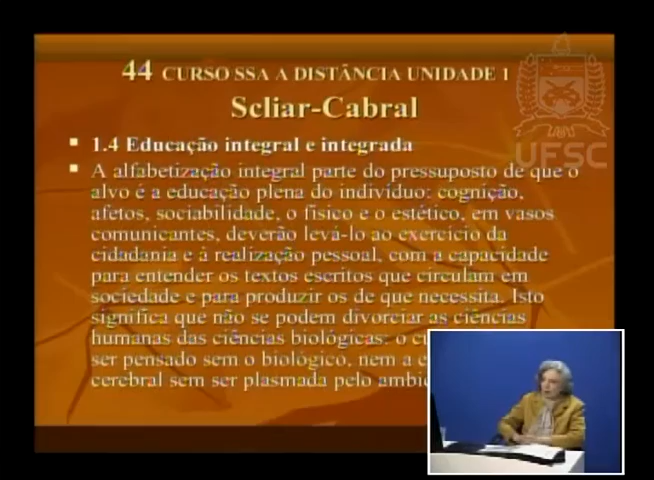 44 CURSO SSA A DISTÂNCIA UNIDADE 1
Scliar-Cabral
1.4 Educação integral e integrada
A alfabetização integral parte do pressuposto de que o
alvo é a educação plena do indivíduo: cognição,
afetos, sociabilidade, o físico e o estético, em vasos
comunicantes, deverão levá-lo ao exercício da
cidadania e à realização pessoal, com a capacidade
para entender os textos escritos que circulam em
sociedade e para produzir os de que necessita. Isto
significa que não se podem divorciar as ciências
humanas das ciências biológicas: o
ser pensado sem o biológico, nem a
cerebral sem ser plasmada pelo
UFSC